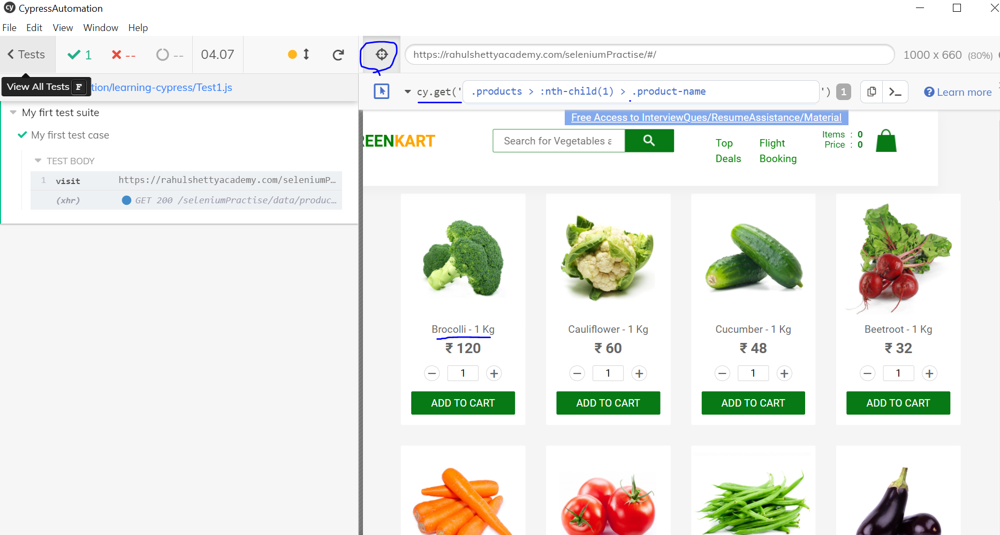 cy CypressAutomation
File Edit View Window Help
Tests 1 -- -- 04.07
https://rahulshettyacademy.com/seleniumPractise/#/
1000 x 660 (80%)
View All Tests F
tion/learning-cypress/Test1.js
cy.get(' .products > :nth-child(1) > .product-name ') 1
>_
? Learn more
My firt test suite
My first test case
TEST BODY
1 visit https://rahulshettyacademy.com/seleniumP…
(xhr) GET 200 /seleniumPractise/data/produc…
Free Access to InterviewQues/ResumeAssistance/Material
REENKART
Search for Vegetables a
Top Deals
Flight Booking
Items : 0
Price : 0
Brocolli - 1 Kg
₹ 120
− 1 +
ADD TO CART
Cauliflower - 1 Kg
₹ 60
− 1 +
ADD TO CART
Cucumber - 1 Kg
₹ 48
− 1 +
ADD TO CART
Beetroot - 1 Kg
₹ 32
− 1 +
ADD TO CART